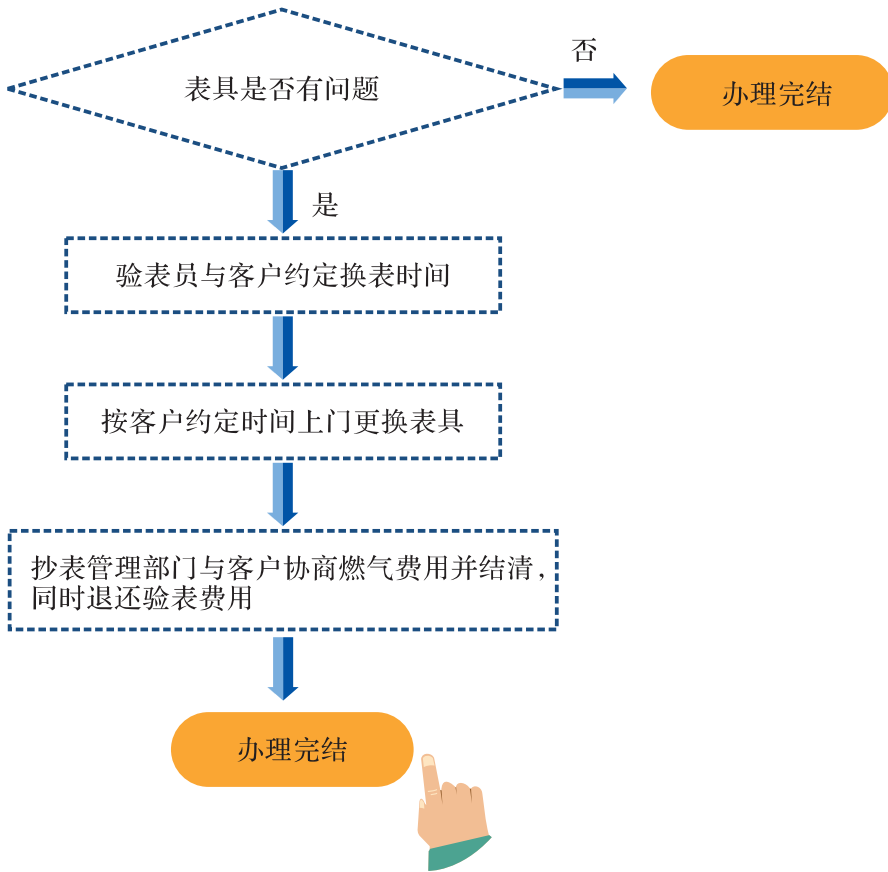 表具是否有问题
否
办理完结
是
验表员与客户约定换表时间
按客户约定时间上门更换表具
抄表管理部门与客户协商燃气费用并结清，
同时退还验表费用
办理完结